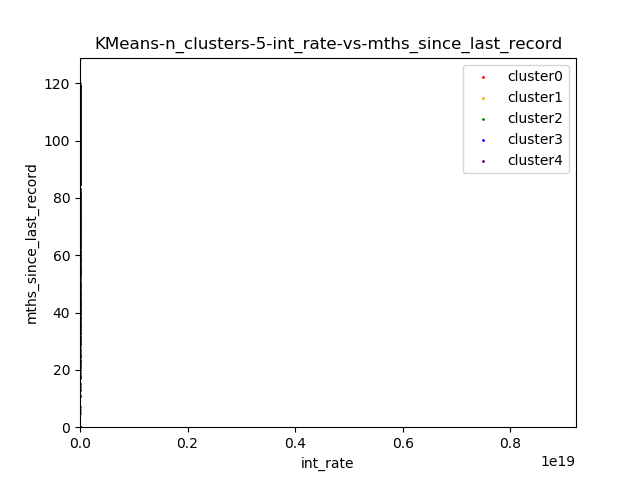 KMeans-n_clusters-5-int_rate-vs-mths_since_last_record
cluster0
cluster1
cluster2
cluster3
cluster4
mths_since_last_record
120
100
80
60
40
20
0
0.0 0.2 0.4 0.6 0.8
1e19
int_rate